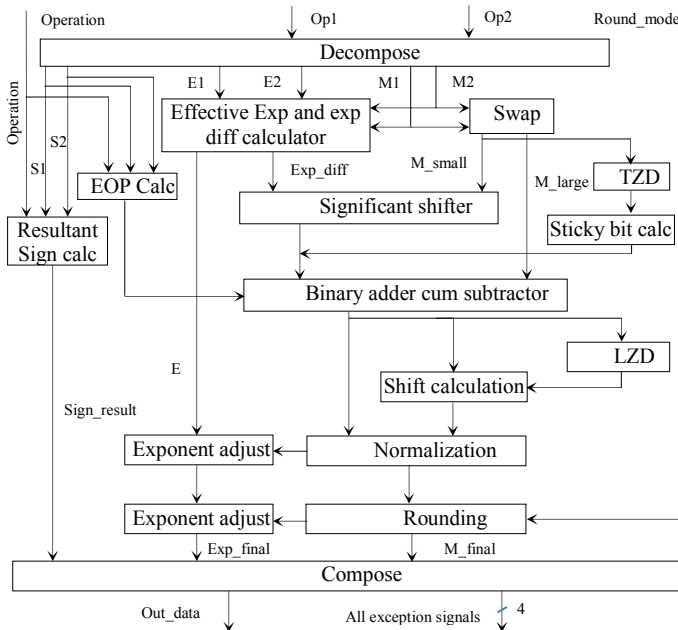 Operation
Op1
Op2
Round_mode
Decompose
E1
E2
M1
M2
Operation
S1
S2
Effective Exp and exp
diff calculator
Swap
Exp_diff
M_small
M_large
TZD
EOP Calc
Significant shifter
Sticky bit calc
Resultant
Sign calc
Binary adder cum subtractor
LZD
E
Shift calculation
Sign_result
Exponent adjust
Normalization
Exponent adjust
Rounding
Exp_final
M_final
Compose
Out_data
All exception signals
4